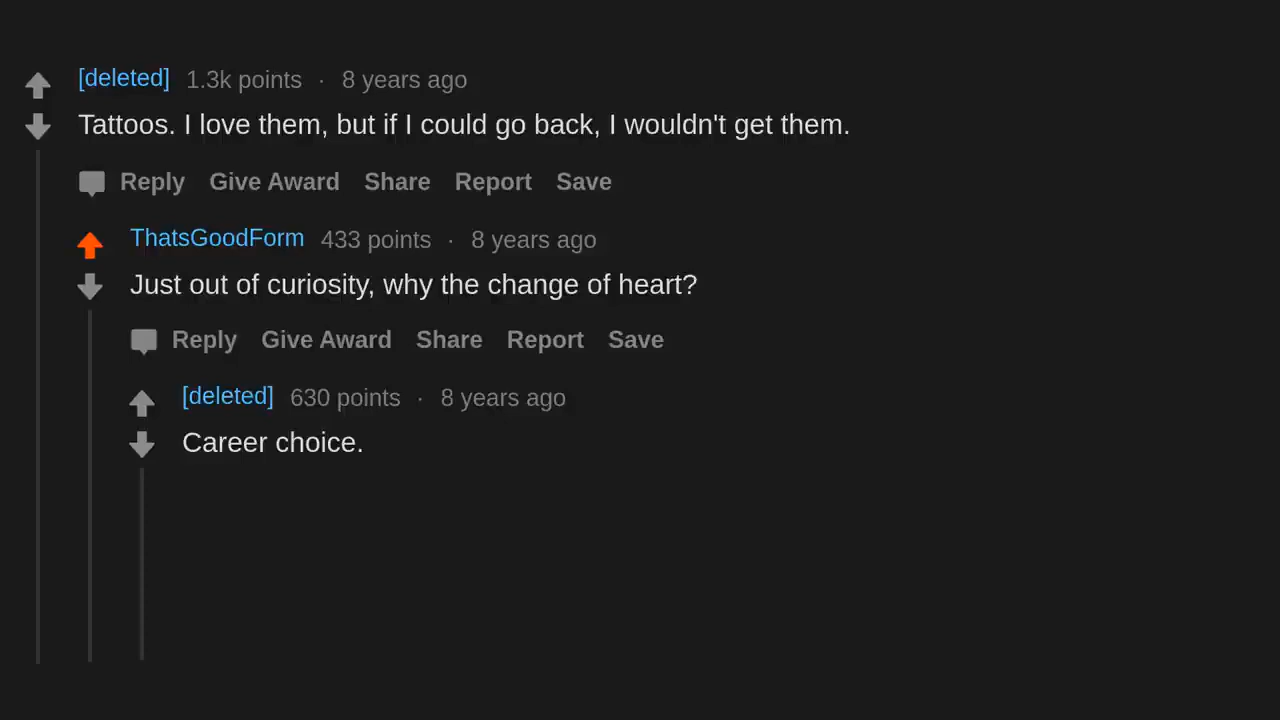 [deleted] 1.3k points · 8 years ago
Tattoos. I love them, but if I could go back, I wouldn't get them.
Reply Give Award Share Report Save
ThatsGoodForm 433 points · 8 years ago
Just out of curiosity, why the change of heart?
Reply Give Award Share Report Save
[deleted] 630 points · 8 years ago
Career choice.